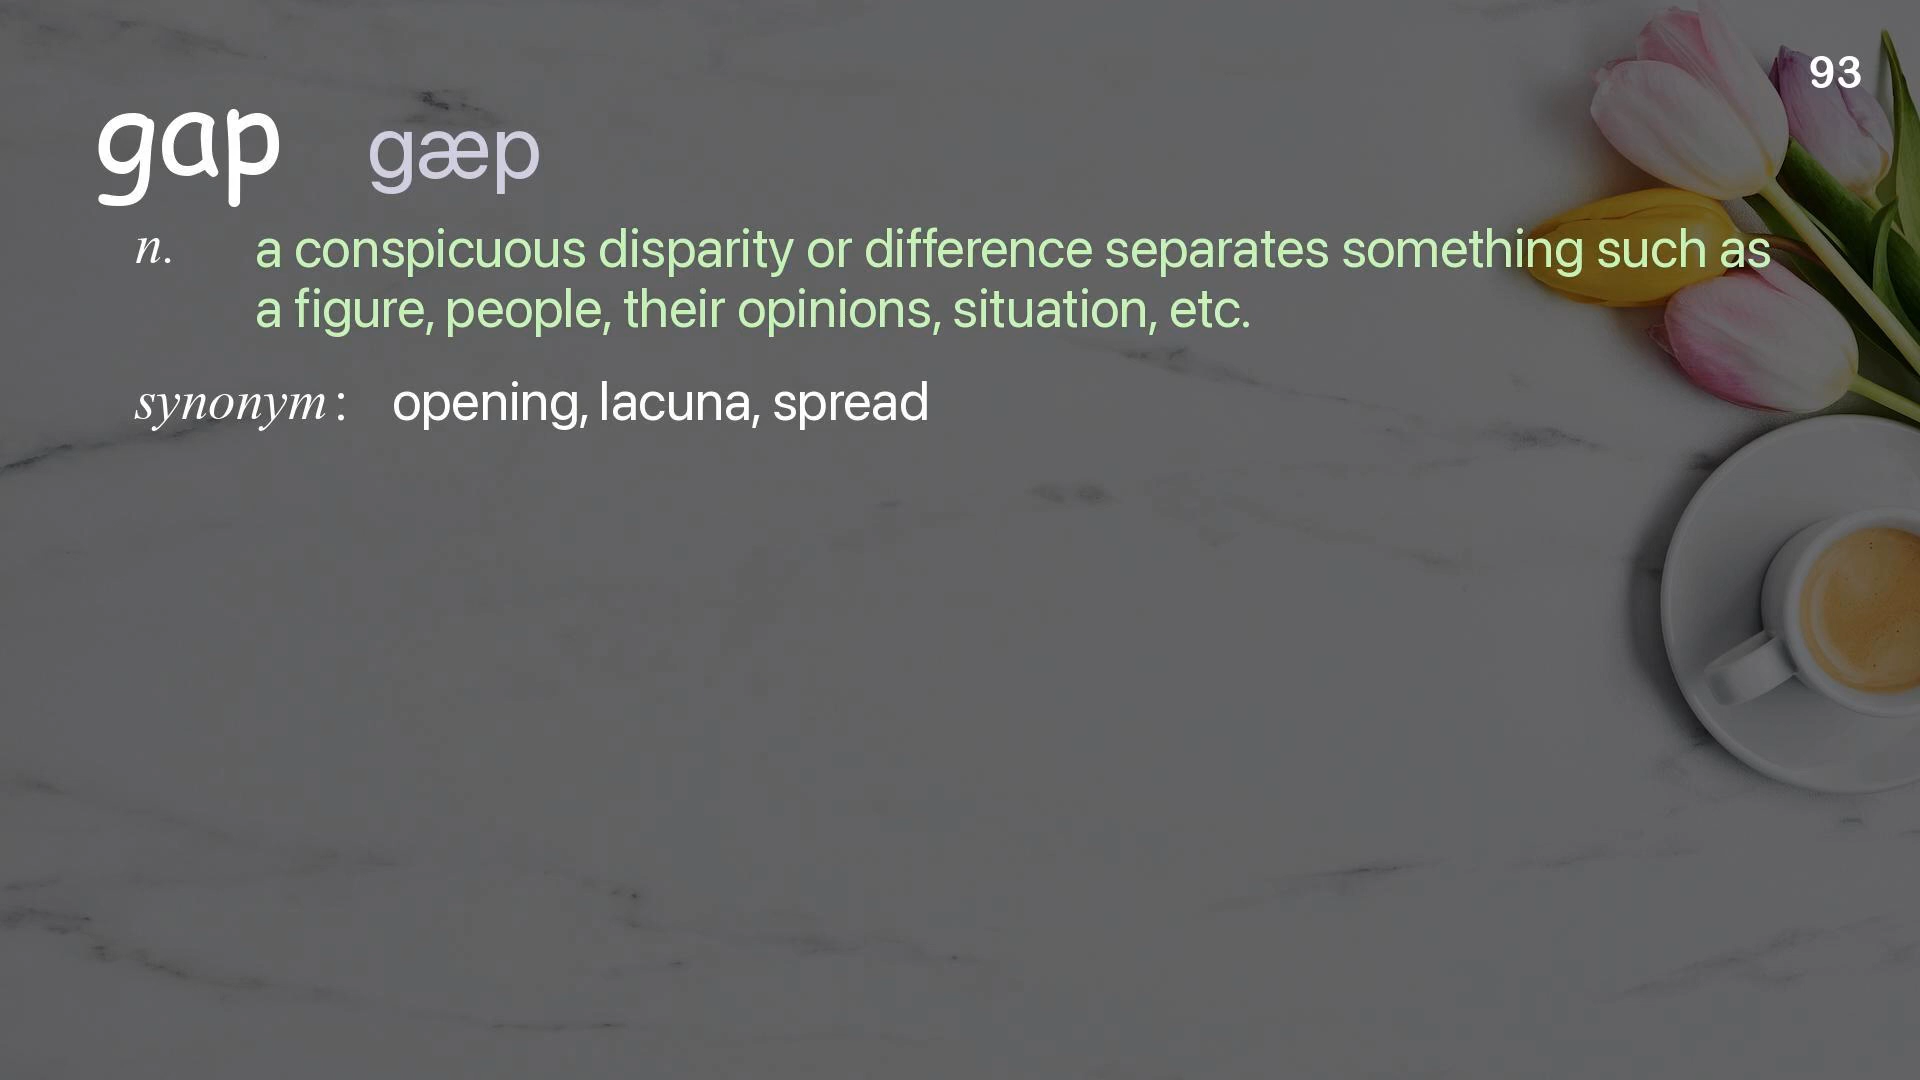 93
gap gæp
n. a conspicuous disparity or difference separates something such as
a figure, people, their opinions, situation, etc.
synonym: opening, lacuna, spread